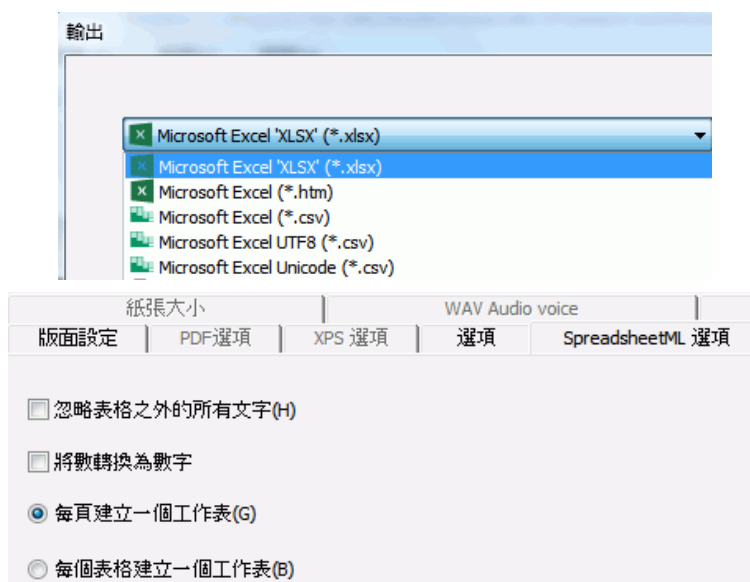 輸出
Microsoft Excel 'XLSX' (*.xlsx)
Microsoft Excel 'XLSX' (*.xlsx)
Microsoft Excel (*.htm)
Microsoft Excel (*.csv)
Microsoft Excel UTF8 (*.csv)
Microsoft Excel Unicode (*.csv)
紙張大小 WAV Audio voice
版面設定 PDF選項 XPS 選項 選項 SpreadsheetML 選項
忽略表格之外的所有文字(H)
將數轉換為數字
每頁建立一個工作表(G)
每個表格建立一個工作表(B)